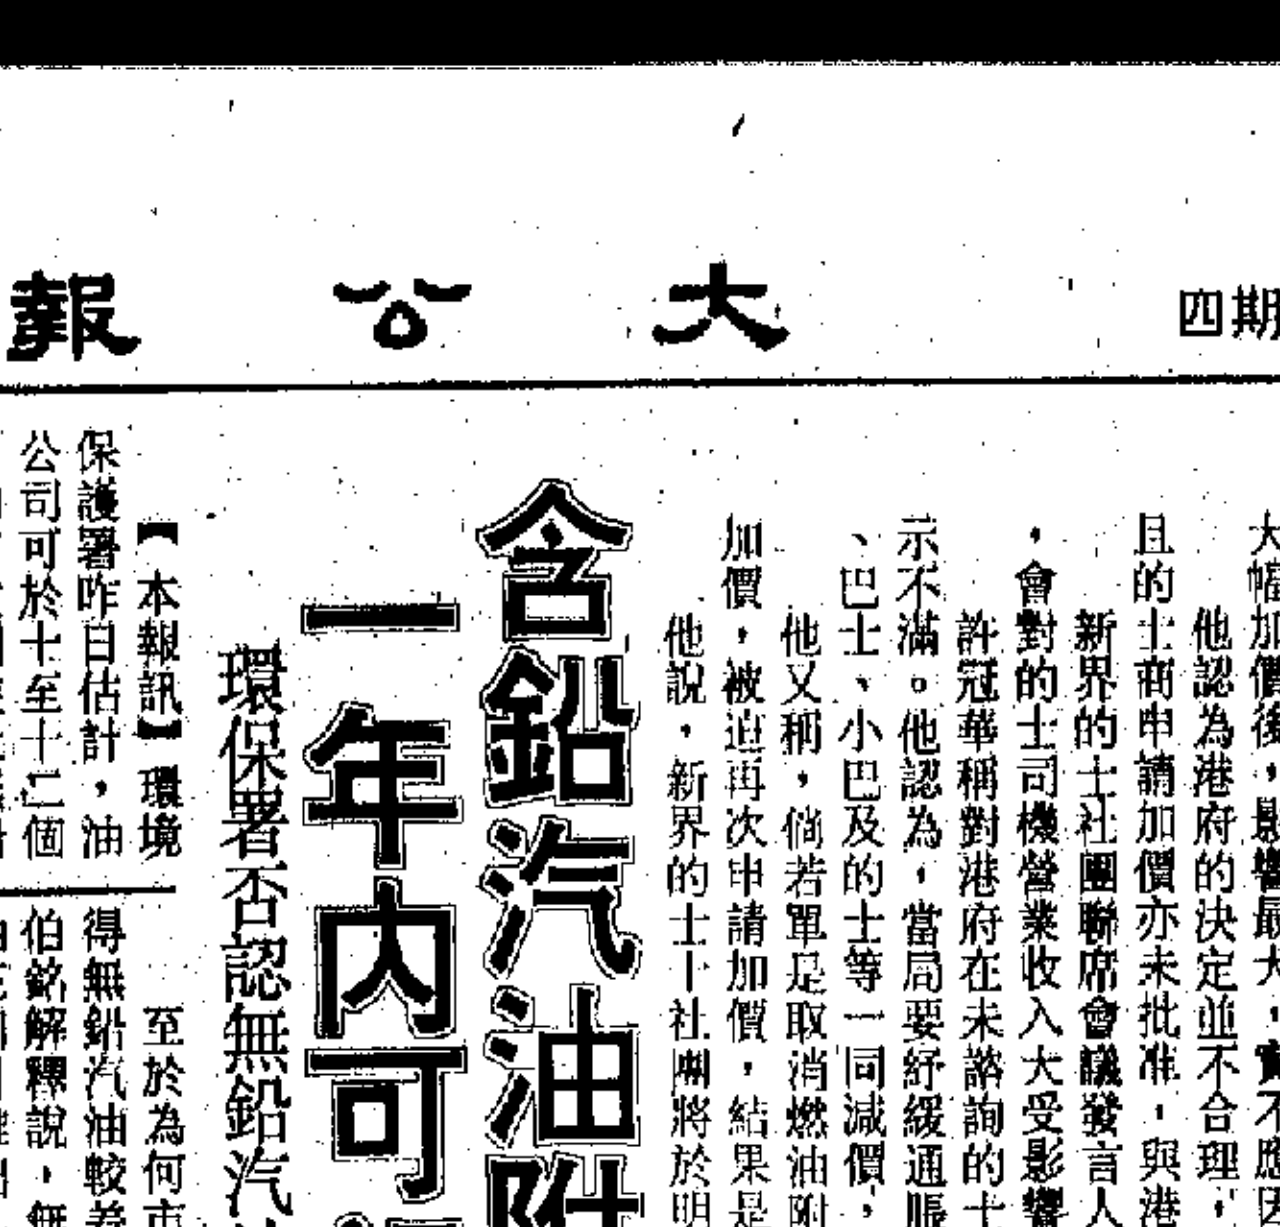 四期
大公報
大幅加價後，影響最大，實不應因
他認為港府的決定並不合理，
且的士商申請加價亦未批准，與港
新界的士社團聯席會議發言人
，會對的士司機營業收入大受影響
許冠華稱對港府在未諮詢的士
示不滿。他認為，當局要紓緩通脹
、巴士、小巴及的士等一同減價，
他又稱，倘若單是取消燃油附
加價，被迫再次申請加價，結果是
他說，新界的士社團將於明
含鉛汽油附
一年內可
環保署否認無鉛汽
【本報訊】環境
保護署昨日估計，油
公司可於十至十二個
至於為何市
得無鉛汽油較差
伯銘解釋說，無